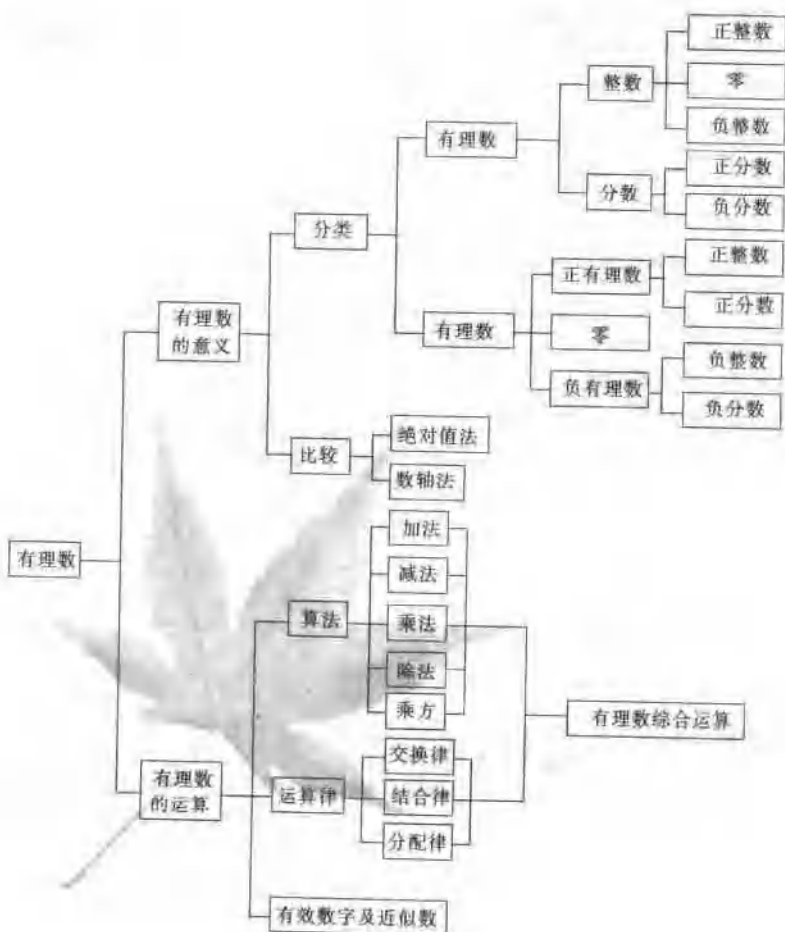 正整数
整数
零
负整数
有理数
正分数
分数
负分数
分类
正整数
正有理数
正分数
有理数
零
有理数
的意义
负整数
负有理数
负分数
绝对值法
比较
数轴法
有理数
加法
减法
算法
乘法
除法
乘方
有理数综合运算
交换律
有理数
的运算
运算律
结合律
分配律
有效数字及近似数